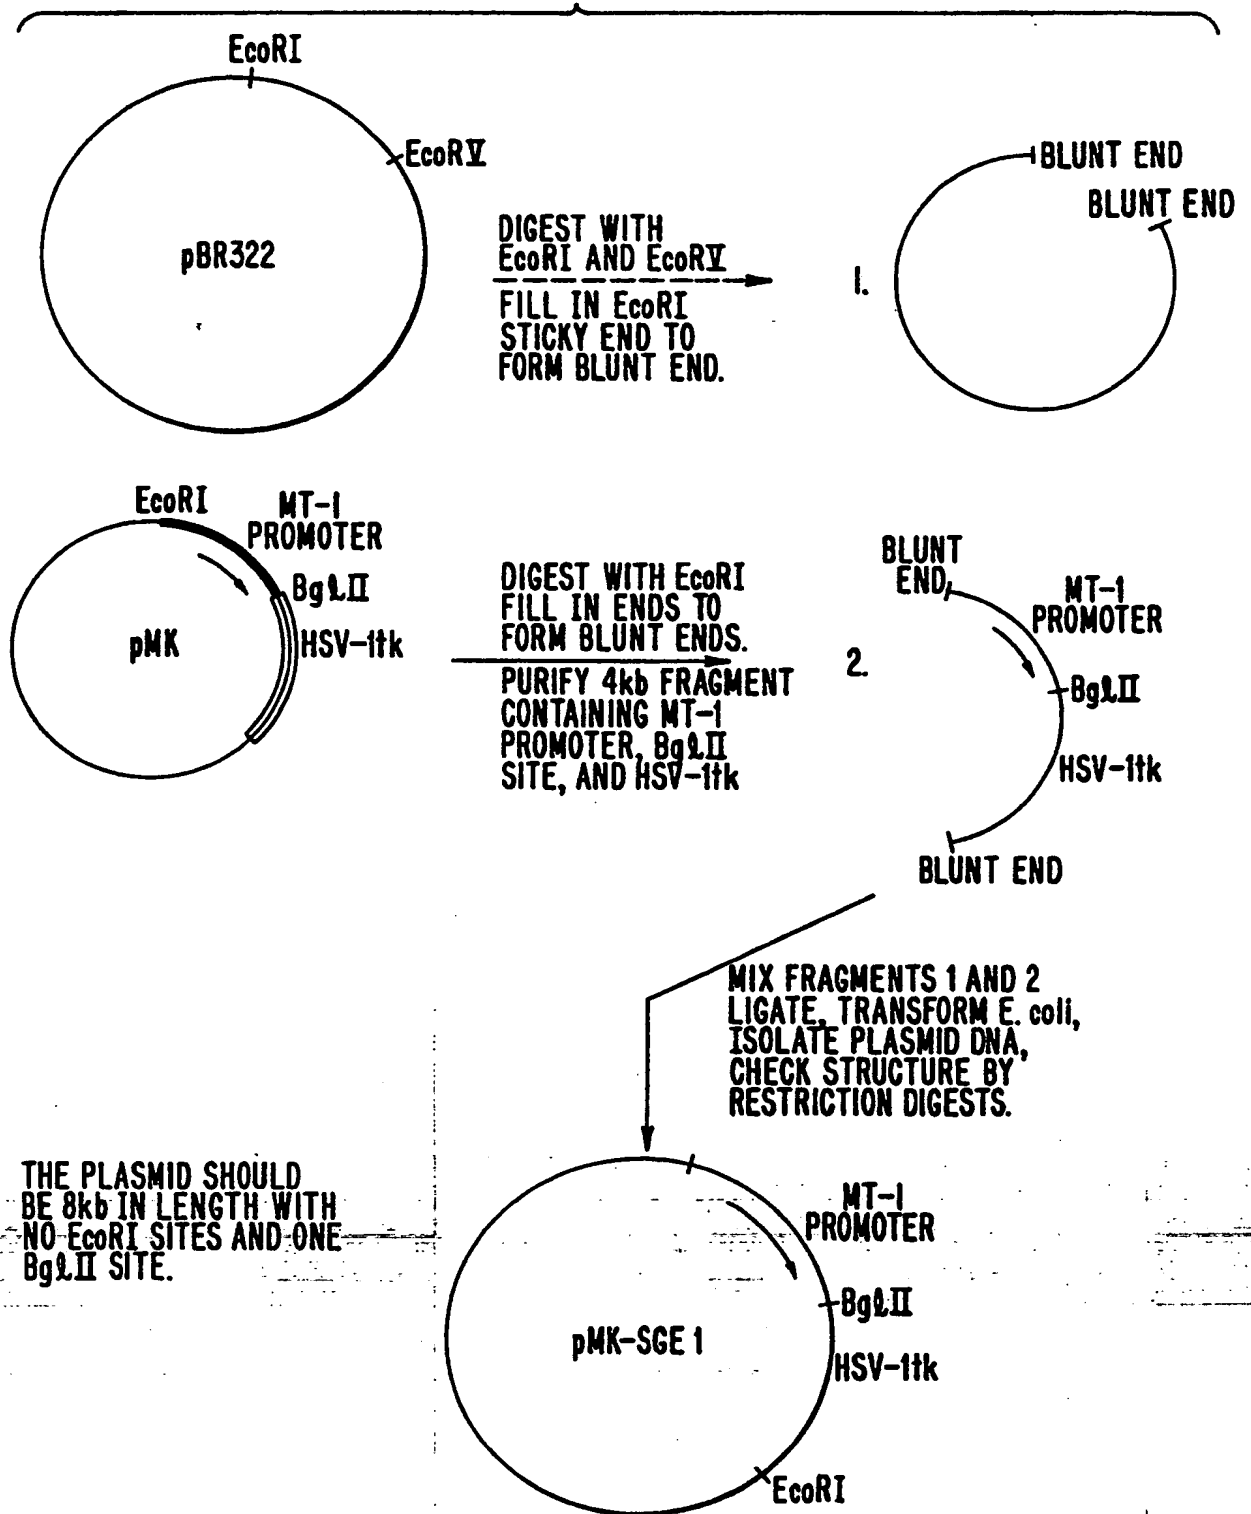 EcoRI
EcoRV
pBR322
DIGEST WITH
EcoRI AND EcoRV
FILL IN EcoRI
STICKY END TO
FORM BLUNT END.
1.
BLUNT END
BLUNT END
EcoRI
MT-1
PROMOTER
BglII
HSV-1tk
pMK
DIGEST WITH EcoRI
FILL IN ENDS TO
FORM BLUNT ENDS.
PURIFY 4kb FRAGMENT
CONTAINING MT-1
PROMOTER, BglII
SITE, AND HSV-1tk
2.
BLUNT
END
MT-1
PROMOTER
BglII
HSV-1tk
BLUNT END
MIX FRAGMENTS 1 AND 2
LIGATE, TRANSFORM E. coli,
ISOLATE PLASMID DNA,
CHECK STRUCTURE BY
RESTRICTION DIGESTS.
THE PLASMID SHOULD
BE 8kb IN LENGTH WITH
NO EcoRI SITES AND ONE
BglII SITE.
MT-1
PROMOTER
BglII
HSV-1tk
pMK-SGE 1
EcoRI